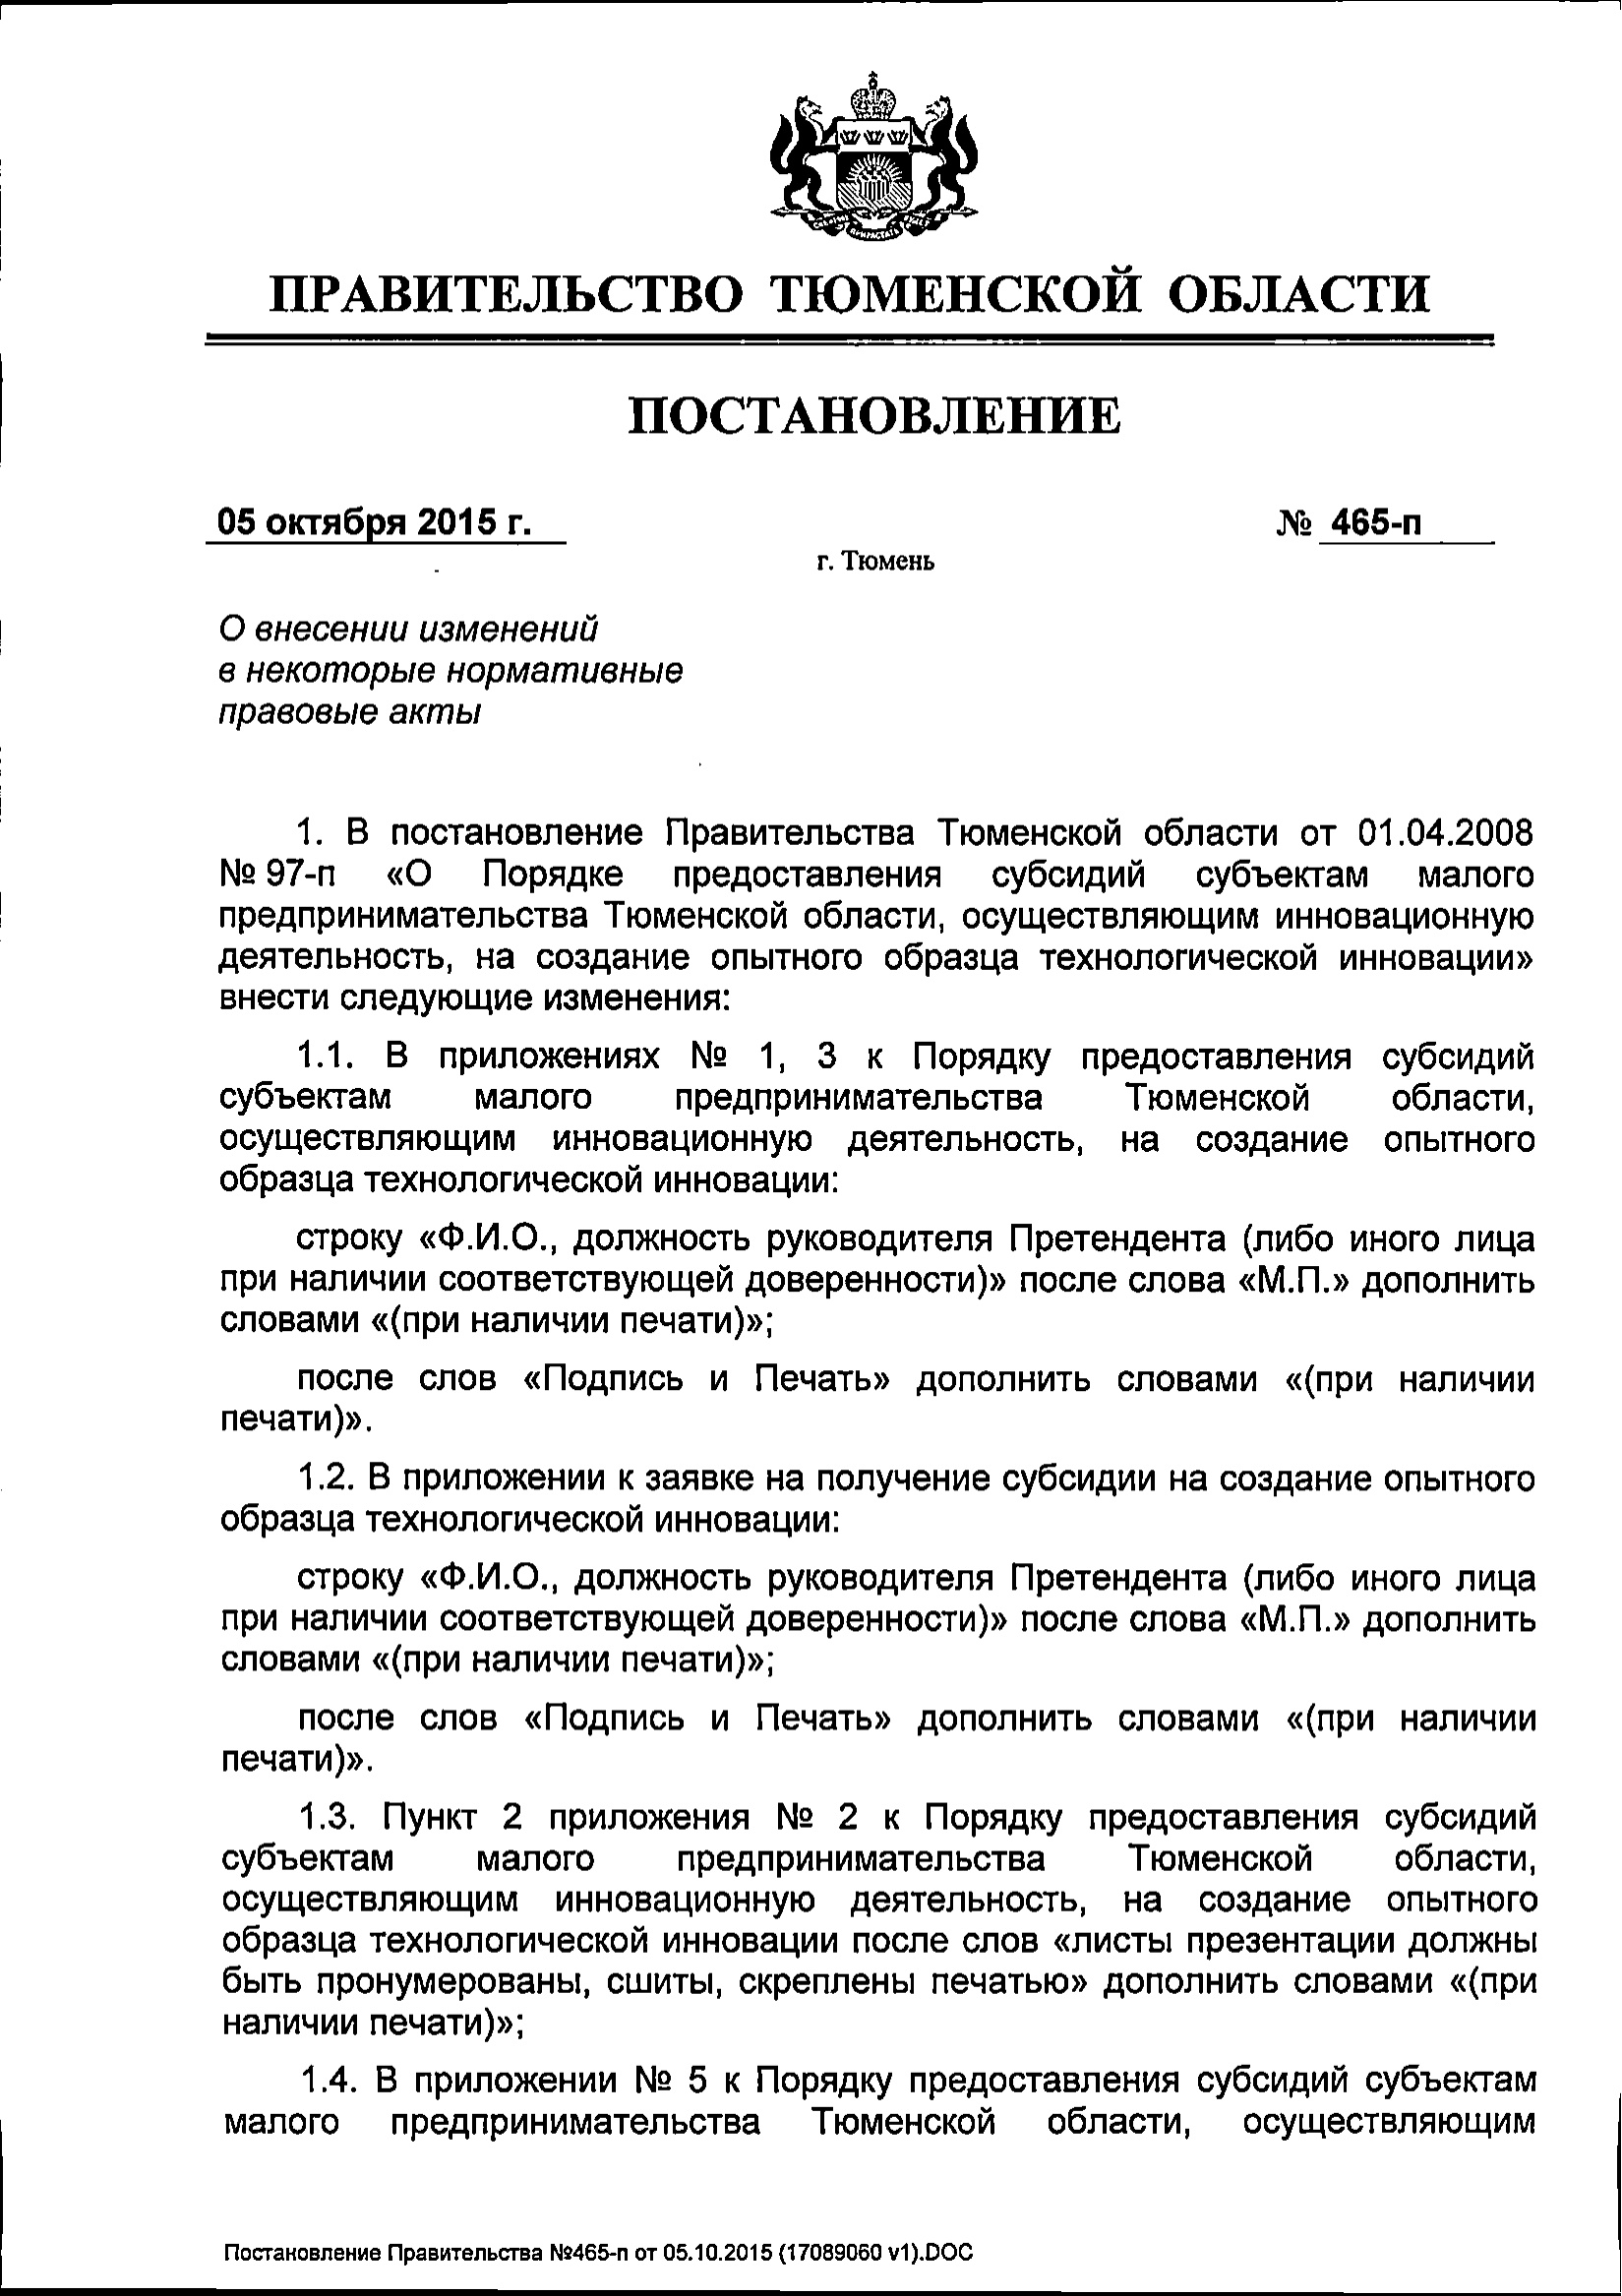 ПРАВИТЕЛЬСТВО ТЮМЕНСКОЙ ОБЛАСТИ
ПОСТАНОВЛЕНИЕ
05 октября 2015 г.
№ 465-п
г. Тюмень
О внесении изменений
в некоторые нормативные
правовые акты
1. В постановление Правительства Тюменской области от 01.04.2008
№ 97-п «О Порядке предоставления субсидий субъектам малого
предпринимательства Тюменской области, осуществляющим инновационную
деятельность, на создание опытного образца технологической инновации»
внести следующие изменения:
1.1. В приложениях № 1, 3 к Порядку предоставления субсидий
субъектам малого предпринимательства Тюменской области,
осуществляющим инновационную деятельность, на создание опытного
образца технологической инновации:
строку «Ф.И.О., должность руководителя Претендента (либо иного лица
при наличии соответствующей доверенности)» после слова «М.П.» дополнить
словами «(при наличии печати)»;
после слов «Подпись и Печать» дополнить словами «(при наличии
печати)».
1.2. В приложении к заявке на получение субсидии на создание опытного
образца технологической инновации:
строку «Ф.И.О., должность руководителя Претендента (либо иного лица
при наличии соответствующей доверенности)» после слова «М.П.» дополнить
словами «(при наличии печати)»;
после слов «Подпись и Печать» дополнить словами «(при наличии
печати)».
1.3. Пункт 2 приложения № 2 к Порядку предоставления субсидий
субъектам малого предпринимательства Тюменской области,
осуществляющим инновационную деятельность, на создание опытного
образца технологической инновации после слов «листы презентации должны
быть пронумерованы, сшиты, скреплены печатью» дополнить словами «(при
наличии печати)»;
1.4. В приложении № 5 к Порядку предоставления субсидий субъектам
малого предпринимательства Тюменской области, осуществляющим
Постановление Правительства №465-п от 05.10.2015 (17089060 v1).DOC